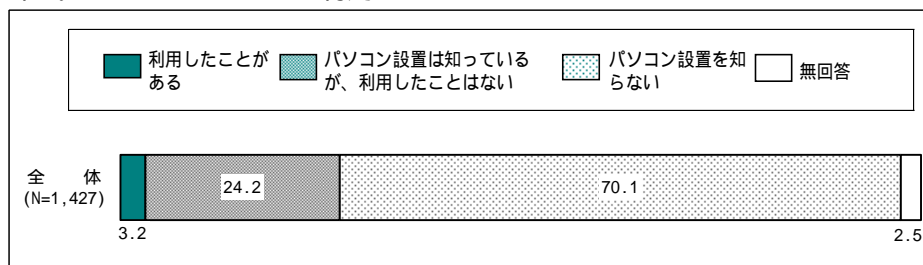 利用したことが
ある
パソコン設置は知っている
が、利用したことはない
パソコン設置を知
らない
無回答
全　体
(N=1,427)
24.2
70.1
3.2
2.5